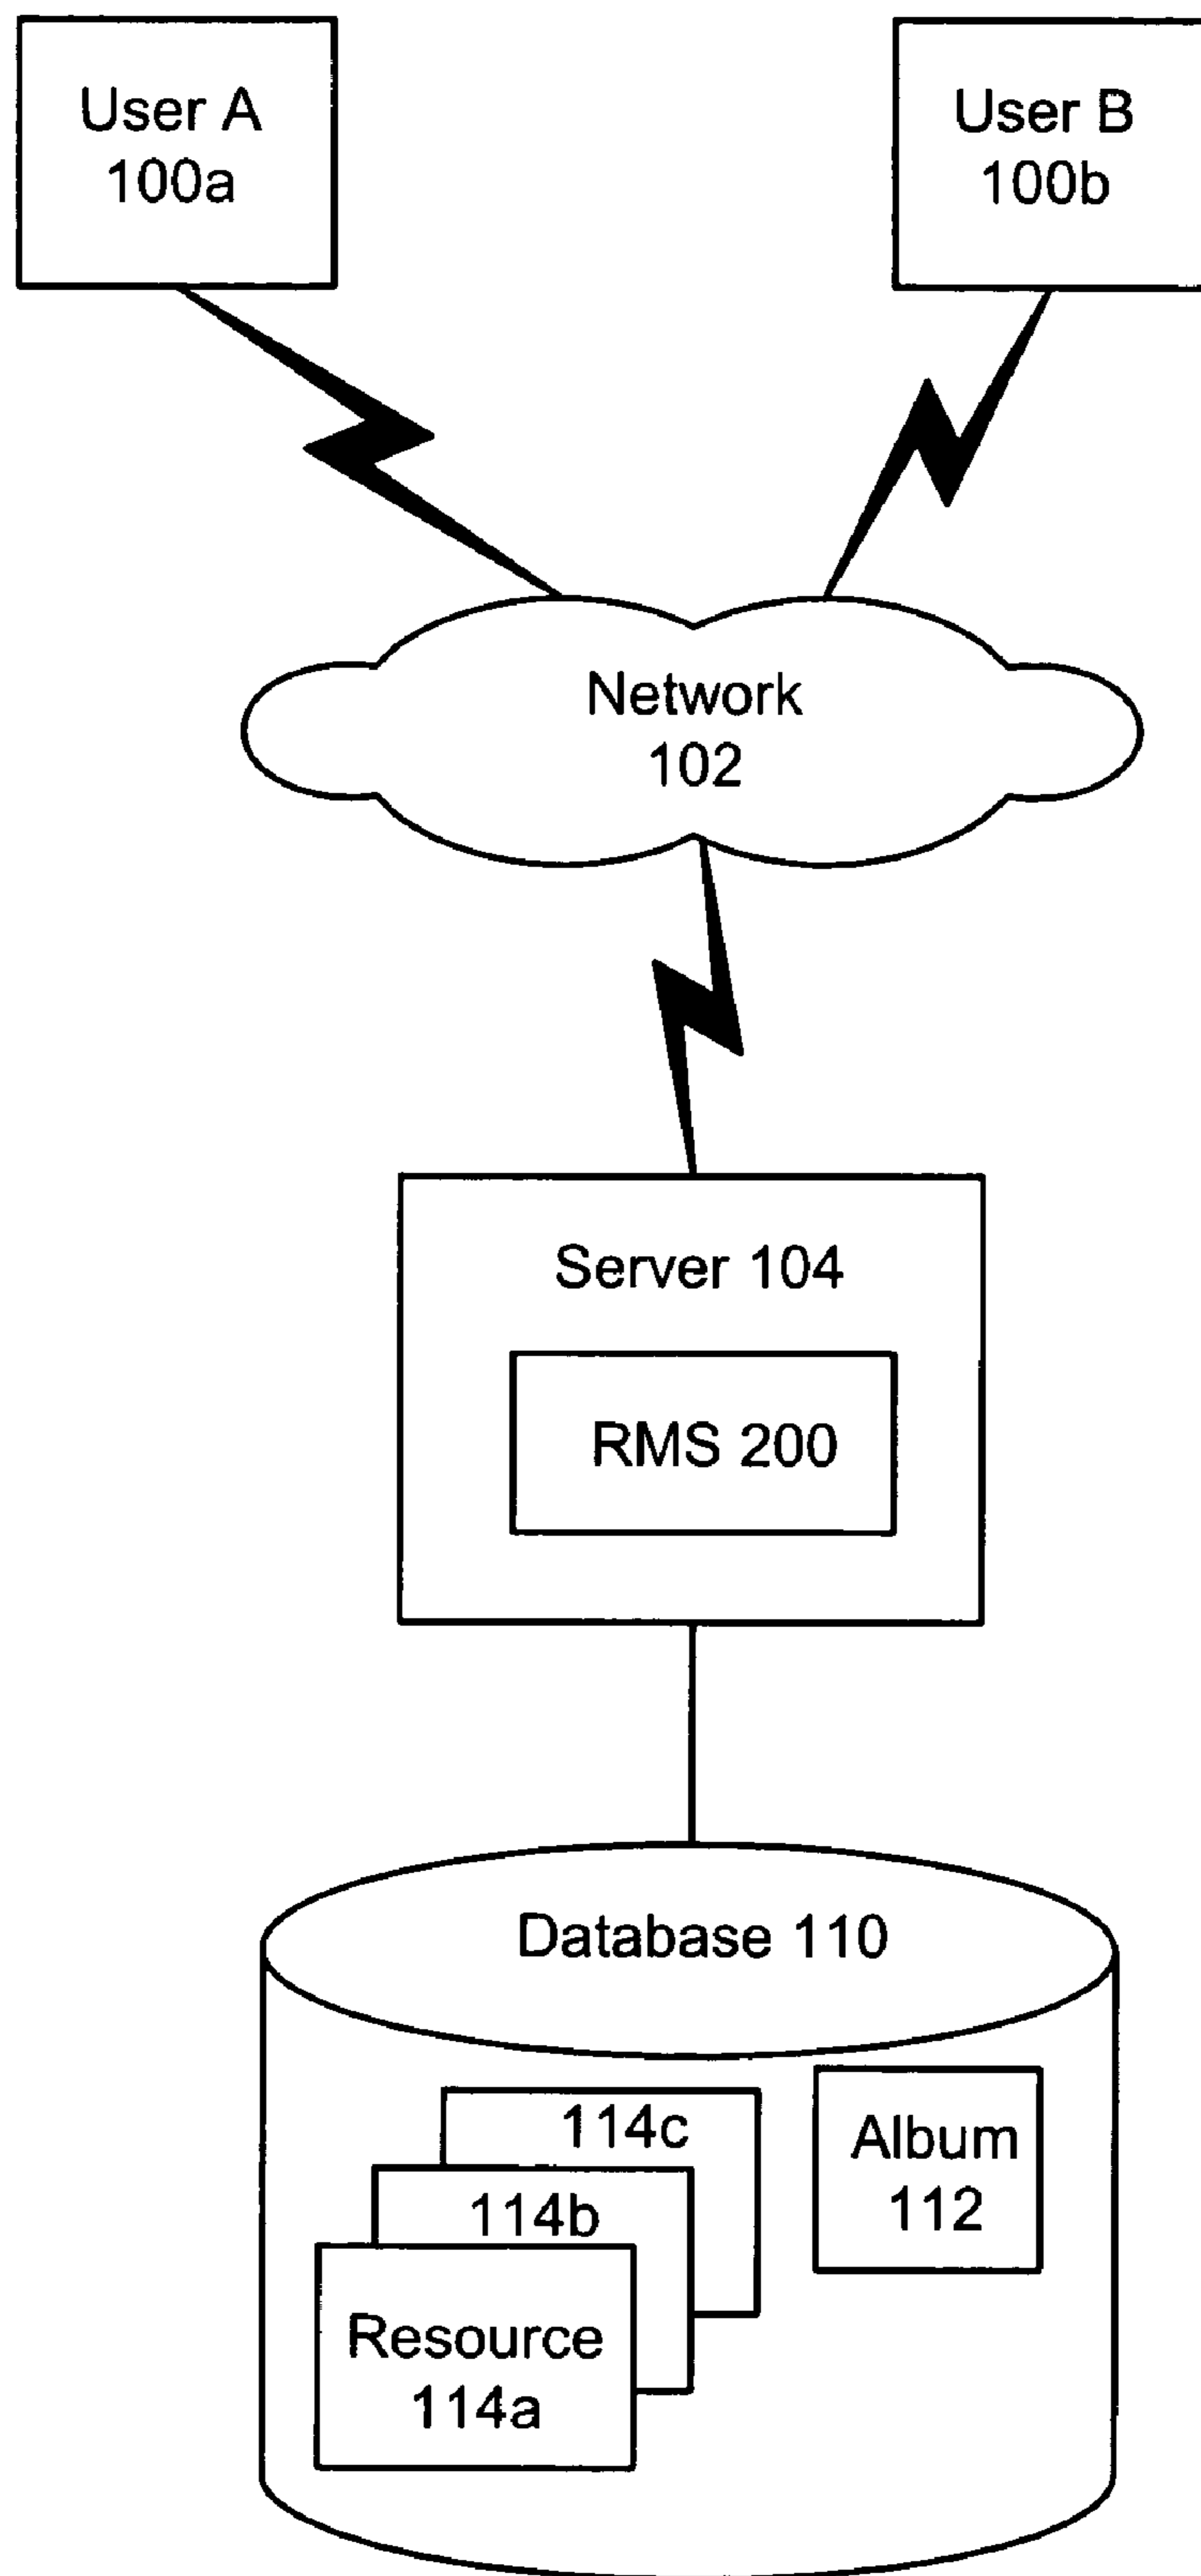 User A
100a
User B
100b
Network
102
Server 104
RMS 200
Database 110
114c
114b
Resource
114a
Album
112